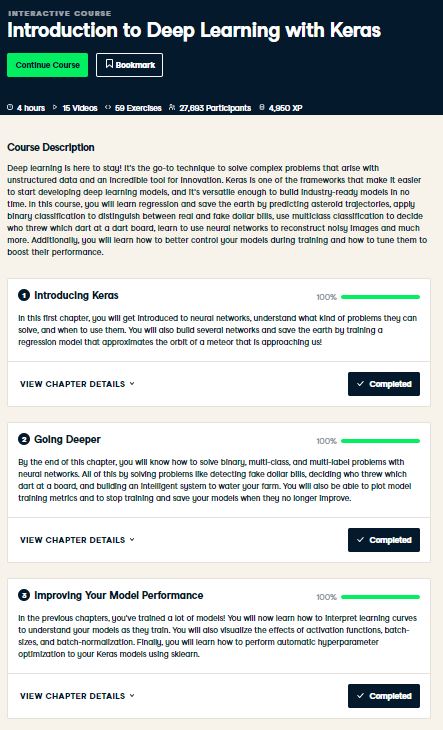 INTERACTIVE COURSE
Introduction to Deep Learning with Keras
Continue Course
Bookmark
4 hours 15 Videos 59 Exercises 27,693 Participants 4,950 XP
Course Description
Deep learning is here to stay! It's the go-to technique to solve complex problems that arise with
unstructured data and an incredible tool for innovation. Keras is one of the frameworks that make it easier
to start developing deep learning models, and it's versatile enough to build industry-ready models in no
time. In this course, you will learn regression and save the earth by predicting asteroid trajectories, apply
binary classification to distinguish between real and fake dollar bills, use multiclass classification to decide
who threw which dart at a dart board, learn to use neural networks to reconstruct noisy images and much
more. Additionally, you will learn how to better control your models during training and how to tune them to
boost their performance.
1 Introducing Keras 100%
In this first chapter, you will get introduced to neural networks, understand what kind of problems they can
solve, and when to use them. You will also build several networks and save the earth by training a
regression model that approximates the orbit of a meteor that is approaching us!
VIEW CHAPTER DETAILS Completed
2 Going Deeper 100%
By the end of this chapter, you will know how to solve binary, multi-class, and multi-label problems with
neural networks. All of this by solving problems like detecting fake dollar bills, deciding who threw which
dart at a board, and building an intelligent system to water your farm. You will also be able to plot model
training metrics and to stop training and save your models when they no longer improve.
VIEW CHAPTER DETAILS Completed
3 Improving Your Model Performance 100%
In the previous chapters, you've trained a lot of models! You will now learn how to interpret learning curves
to understand your models as they train. You will also visualize the effects of activation functions, batch-
sizes, and batch-normalization. Finally, you will learn how to perform automatic hyperparameter
optimization to your Keras models using sklearn.
VIEW CHAPTER DETAILS Completed